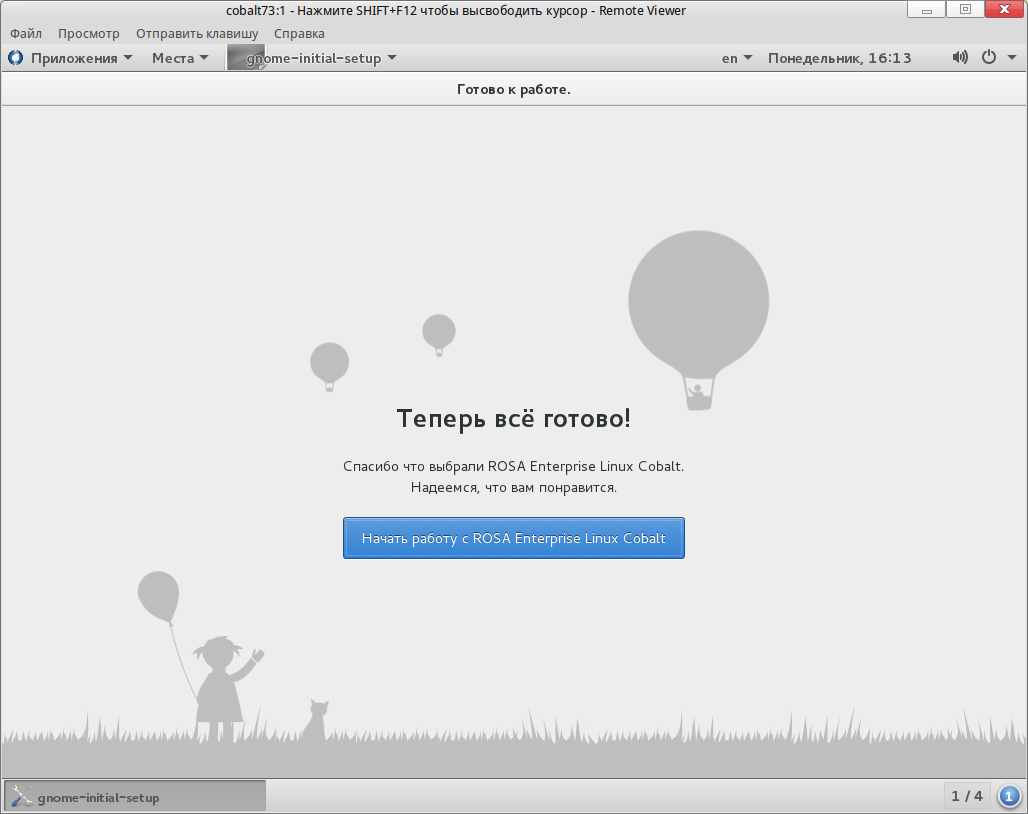 cobalt73:1 - Нажмите SHIFT+F12 чтобы высвободить курсор - Remote Viewer
Файл Просмотр Отправить клавишу Справка
Приложения Места gnome-initial-setup en Понедельник, 16:13
Готово к работе.
Теперь всё готово!
Спасибо что выбрали ROSA Enterprise Linux Cobalt.
Надеемся, что вам понравится.
Начать работу с ROSA Enterprise Linux Cobalt
gnome-initial-setup 1 / 4 1